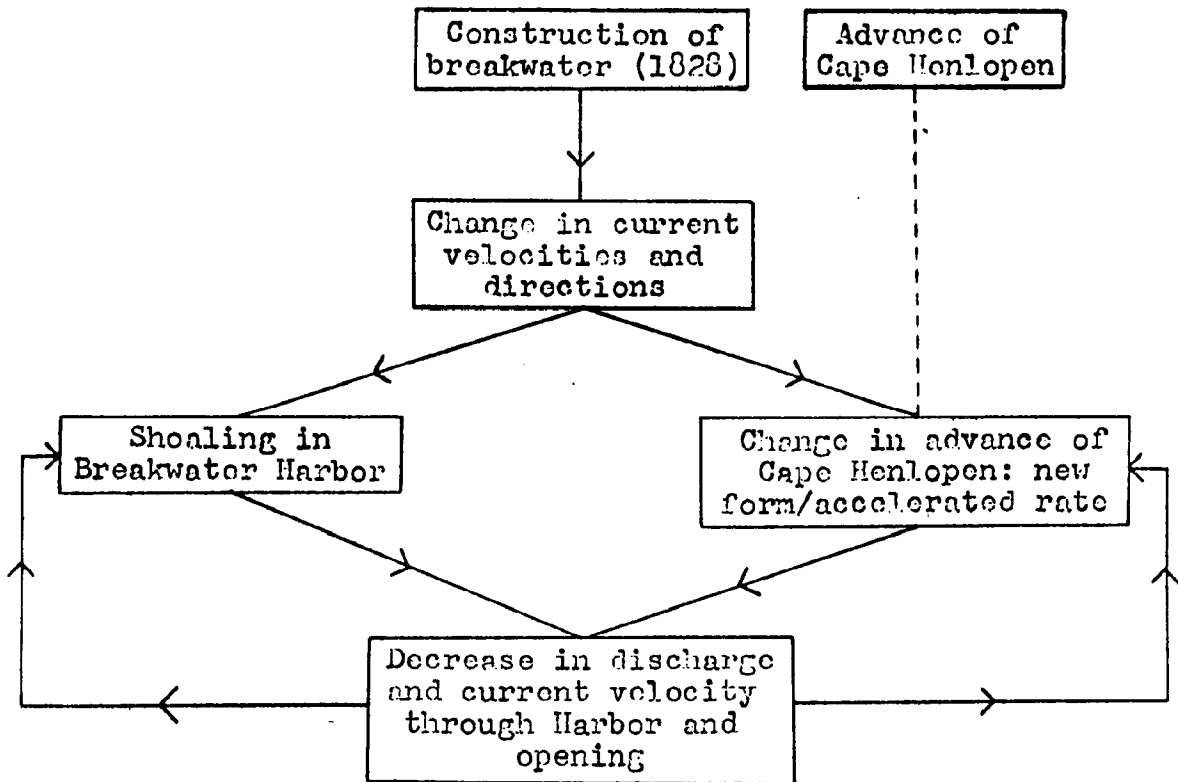 Construction of
breakwater (1828)
Advance of
Cape Henlopen
Change in current
velocities and
directions
Shoaling in
Breakwater Harbor
Change in advance of
Cape Henlopen: new
form/accelerated rate
Decrease in discharge
and current velocity
through Harbor and
opening